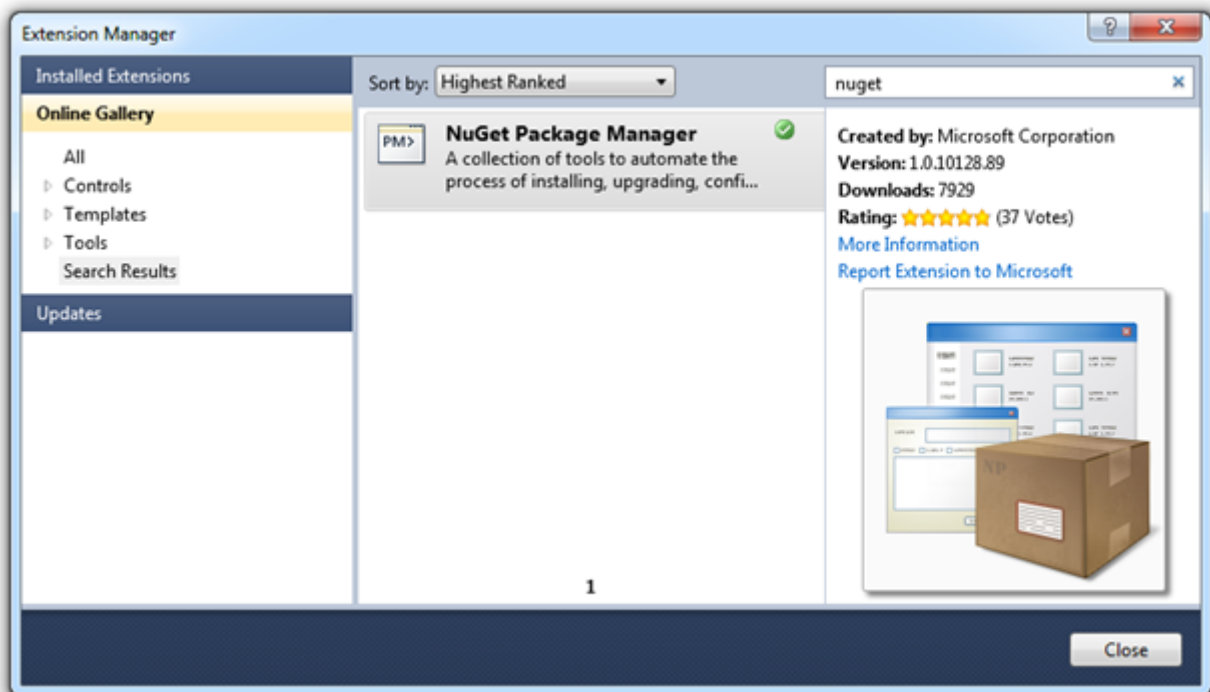 Extension Manager
Installed Extensions
Online Gallery
All
Controls
Templates
Tools
Search Results
Updates
Sort by: Highest Ranked
PM>
NuGet Package Manager
A collection of tools to automate the
process of installing, upgrading, confi...
1
nuget
Created by: Microsoft Corporation
Version: 1.0.10128.89
Downloads: 7929
Rating: (37 Votes)
More Information
Report Extension to Microsoft
NP
Close